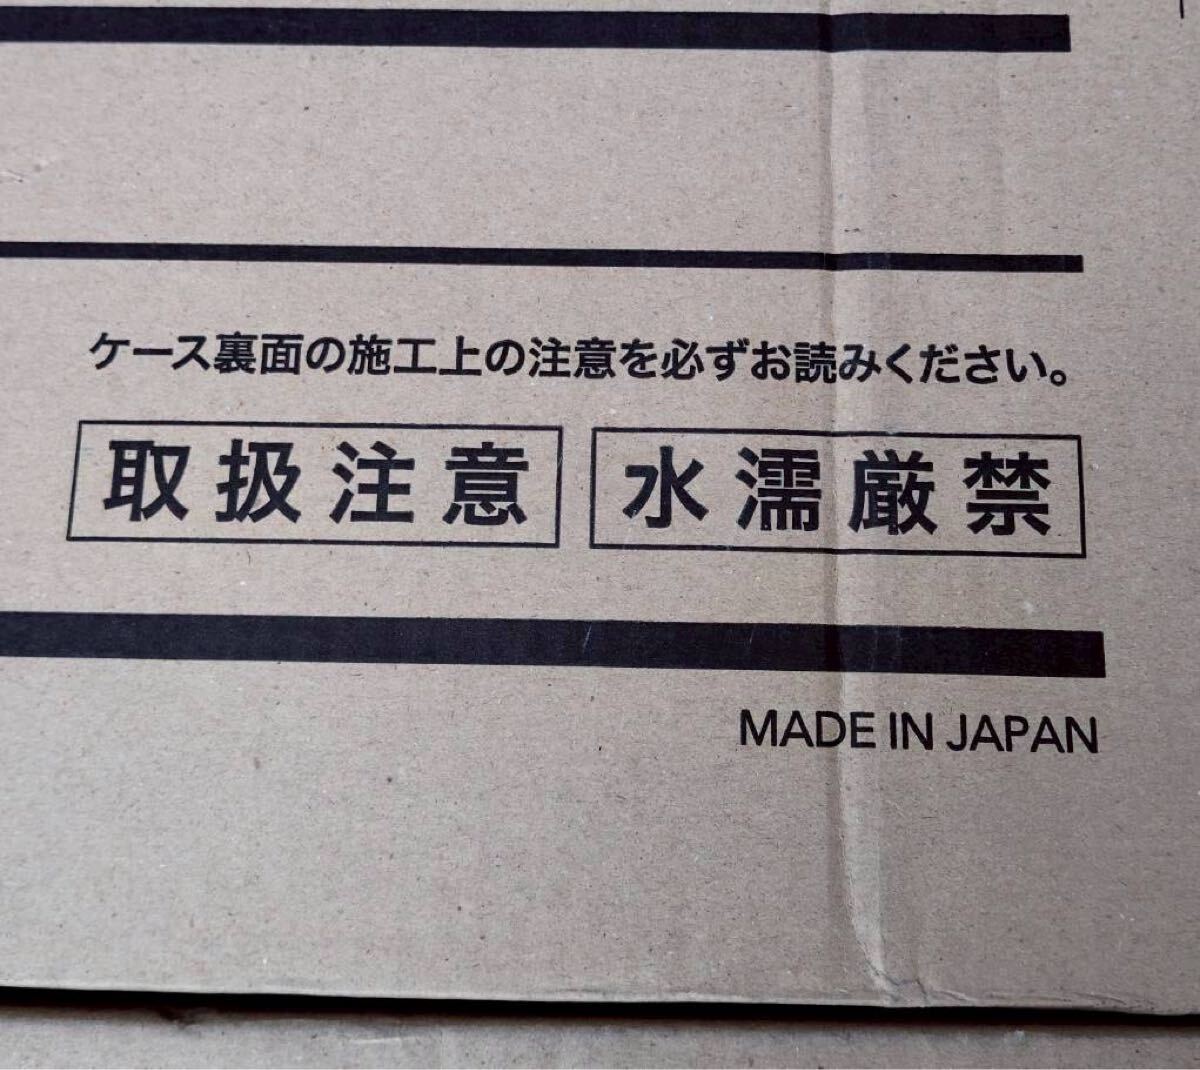 ケース裏面の施工上の注意を必ずお読みください。
取扱注意 水濡厳禁
MADE IN JAPAN